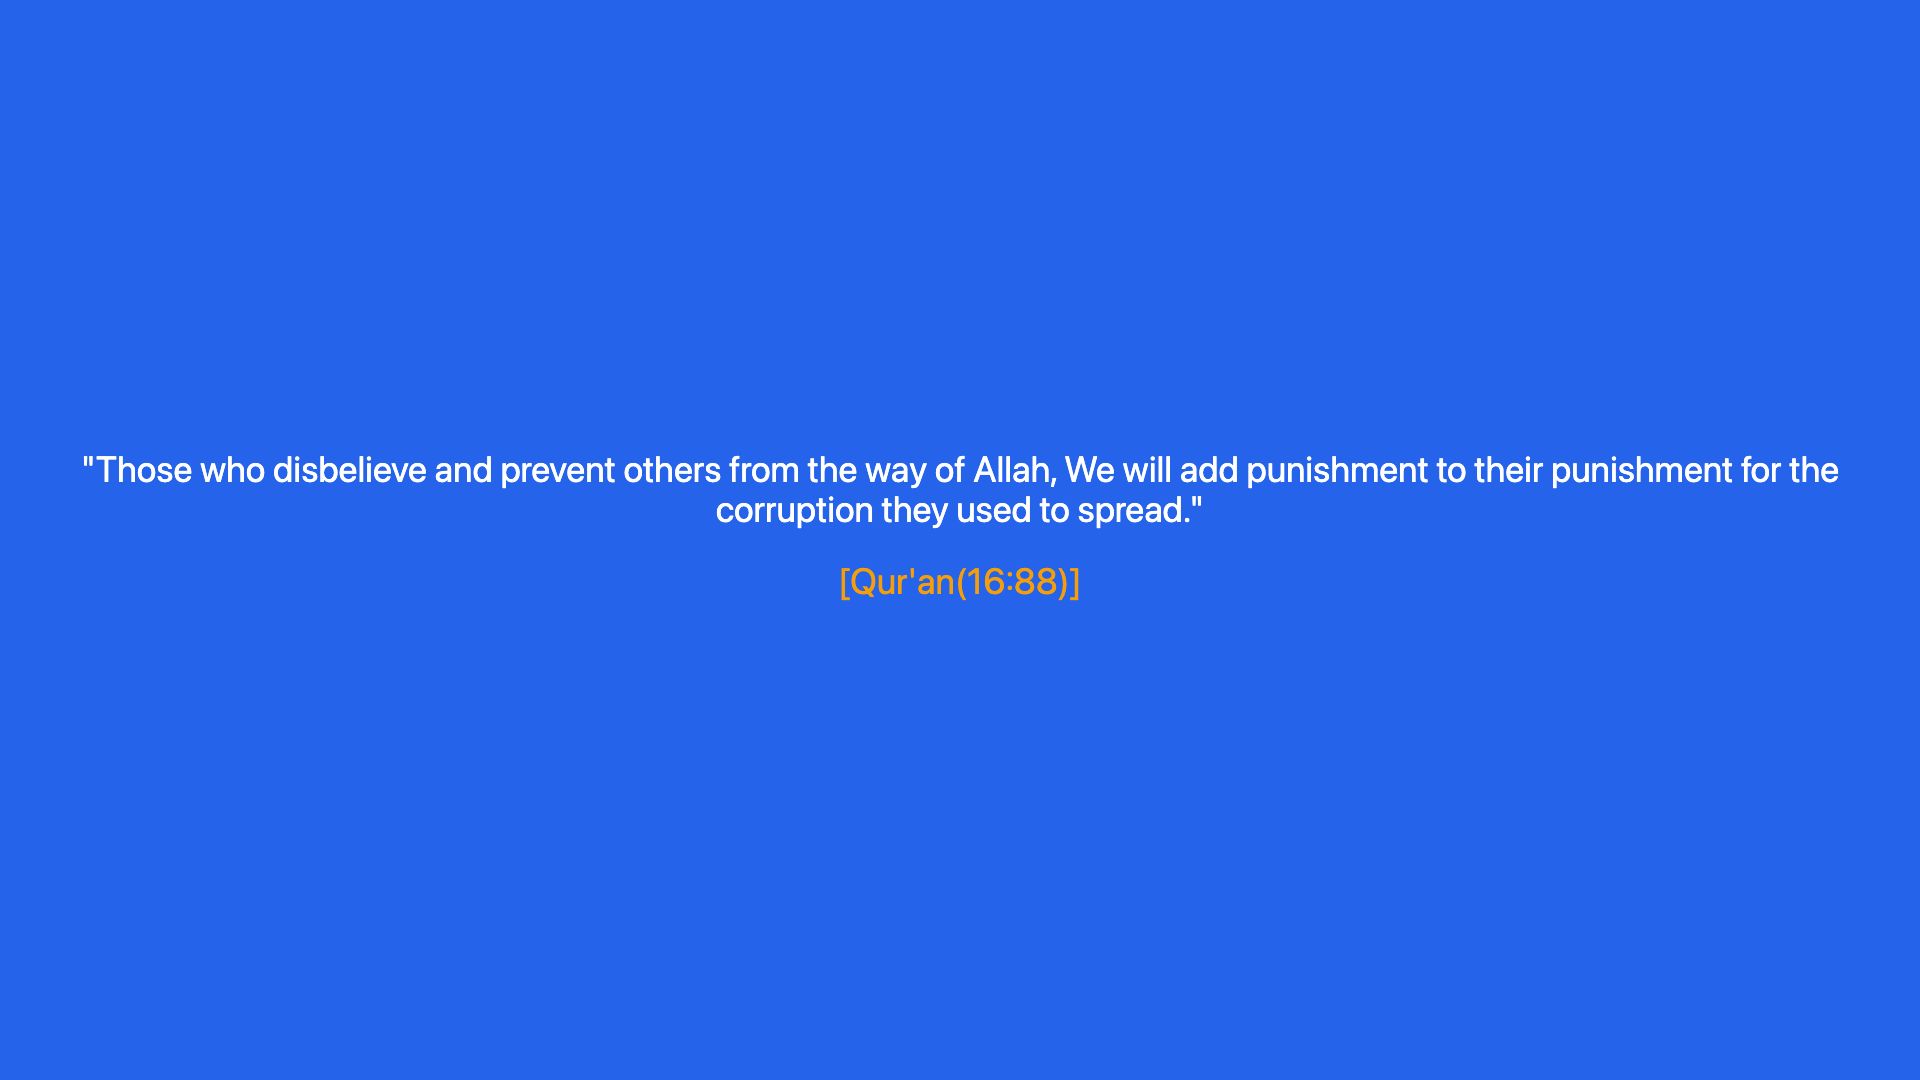 "Those who disbelieve and prevent others from the way of Allah, We will add punishment to their punishment for the
corruption they used to spread."
[Qur'an(16:88)]